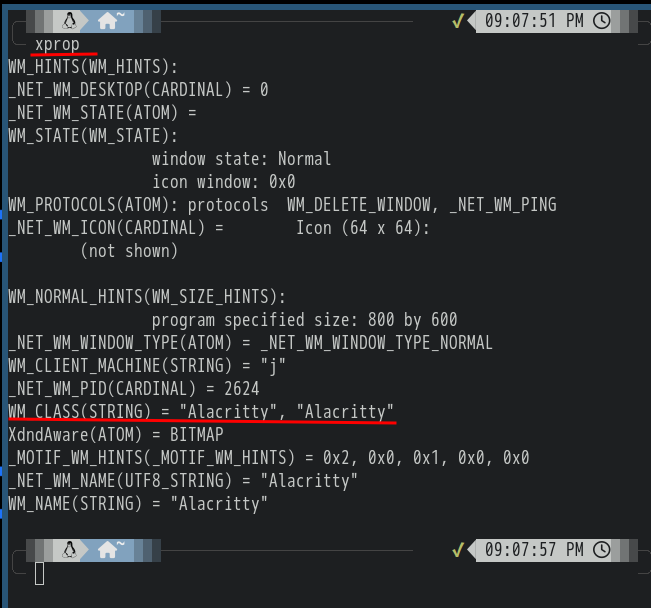 ~ ✓ 09:07:51 PM
xprop
WM_HINTS(WM_HINTS):
_NET_WM_DESKTOP(CARDINAL) = 0
_NET_WM_STATE(ATOM) =
WM_STATE(WM_STATE):
window state: Normal
icon window: 0x0
WM_PROTOCOLS(ATOM): protocols  WM_DELETE_WINDOW, _NET_WM_PING
_NET_WM_ICON(CARDINAL) =        Icon (64 x 64):
(not shown)
WM_NORMAL_HINTS(WM_SIZE_HINTS):
program specified size: 800 by 600
_NET_WM_WINDOW_TYPE(ATOM) = _NET_WM_WINDOW_TYPE_NORMAL
WM_CLIENT_MACHINE(STRING) = "j"
_NET_WM_PID(CARDINAL) = 2624
WM_CLASS(STRING) = "Alacritty", "Alacritty"
XdndAware(ATOM) = BITMAP
_MOTIF_WM_HINTS(_MOTIF_WM_HINTS) = 0x2, 0x0, 0x1, 0x0, 0x0
_NET_WM_NAME(UTF8_STRING) = "Alacritty"
WM_NAME(STRING) = "Alacritty"
~ ✓ 09:07:57 PM